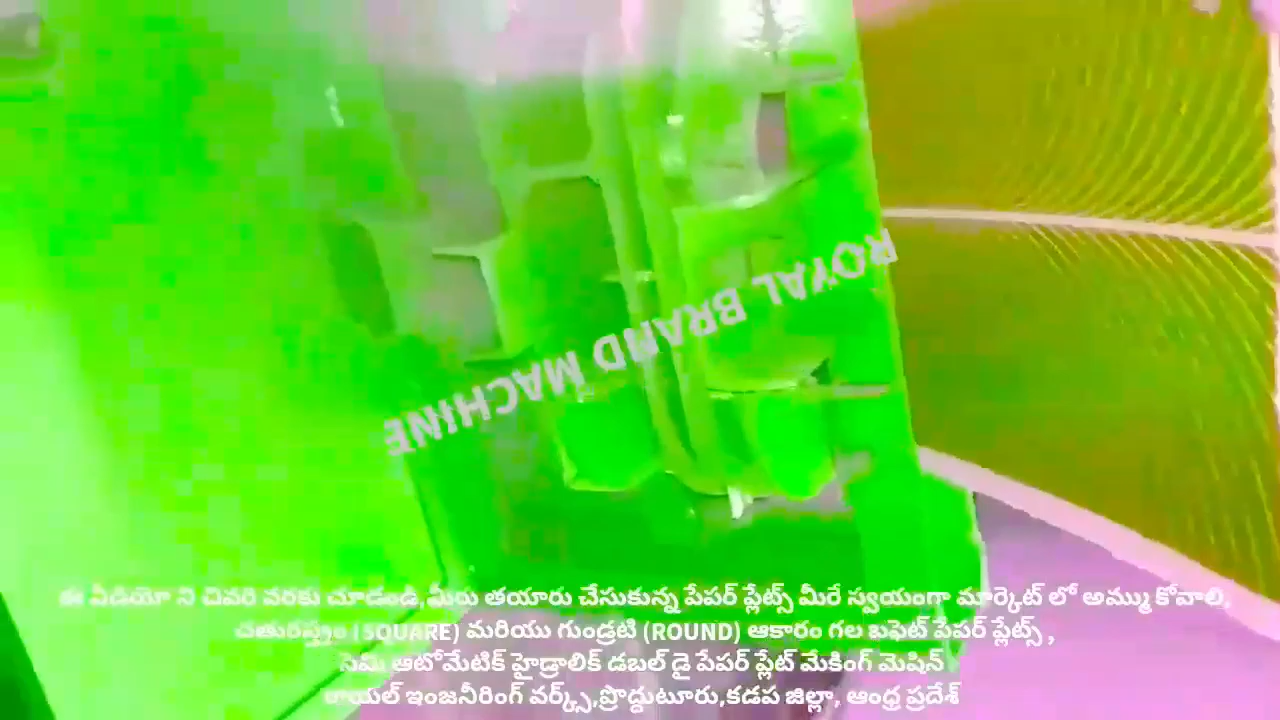 ROYAL BRAND MACHINE
ఈ వీడియో ని చివరి వరకు చూడండి,మీరు తయారు చేసుకున్న పేపర్ ప్లేట్స్ మీరే స్వయంగా మార్కెట్ లో అమ్ము కోవాలి,
చతురస్రం (SQUARE) మరియు గుండ్రటి (ROUND) ఆకారం గల బఫెట్ పేపర్ ప్లేట్స్ ,
సెమి ఆటోమేటిక్ హైడ్రాలిక్ డబల్ డై పేపర్ ప్లేట్ మేకింగ్ మెషిన్
రాయల్ ఇంజనీరింగ్ వర్క్స్,ప్రొద్దుటూరు,కడప జిల్లా, ఆంధ్ర ప్రదేశ్